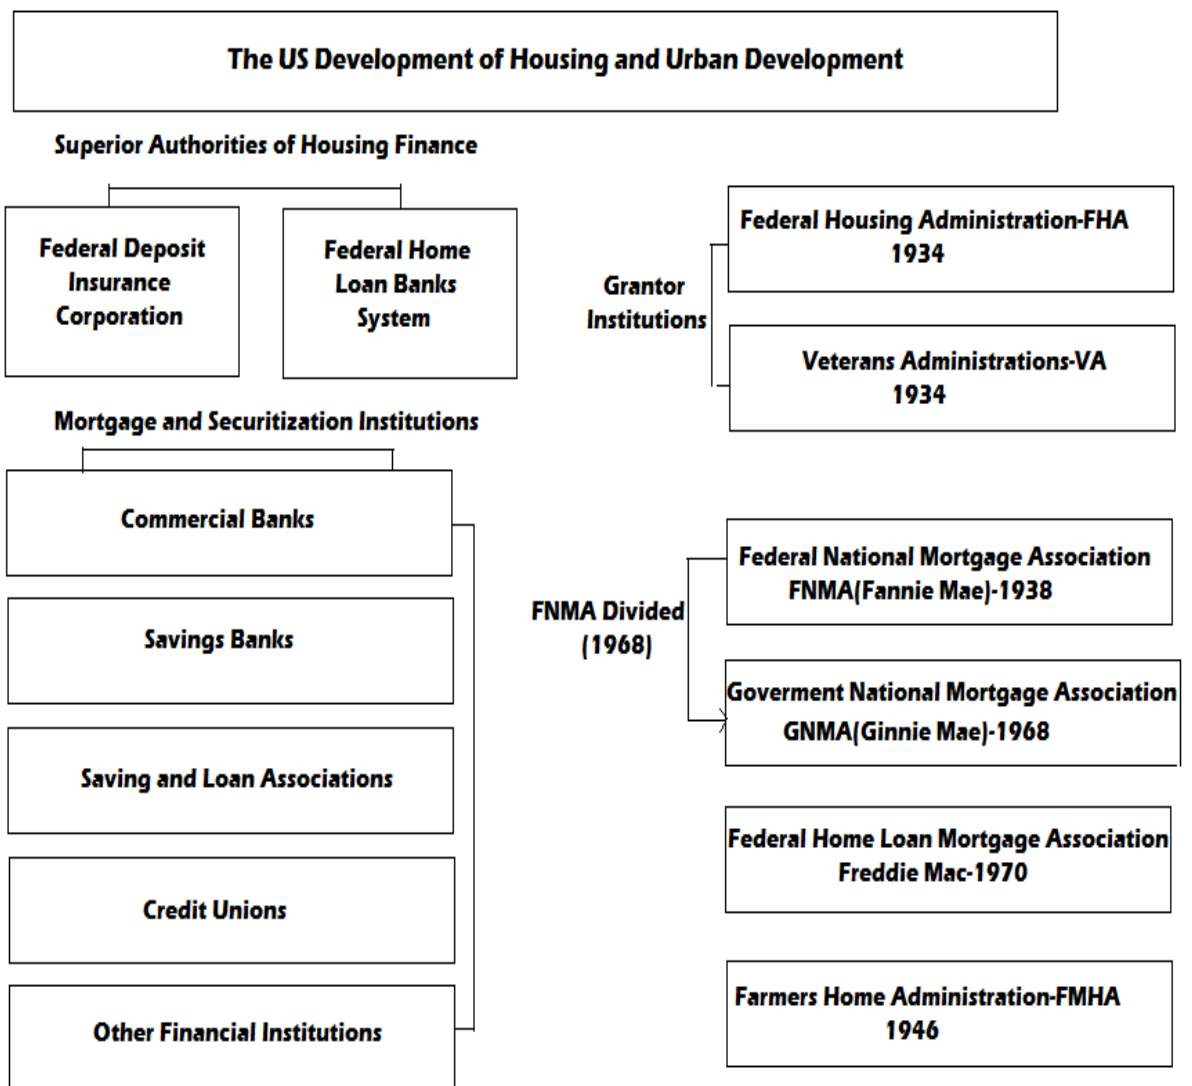 The US Development of Housing and Urban Development
Superior Authorities of Housing Finance
Federal Deposit
Insurance
Corporation
Federal Home
Loan Banks
System
Grantor
Institutions
Federal Housing Administration-FHA
1934
Veterans Administrations-VA
1934
Mortgage and Securitization Institutions
Commercial Banks
Savings Banks
Saving and Loan Associations
Credit Unions
Other Financial Institutions
FNMA Divided
(1968)
Federal National Mortgage Association
FNMA(Fannie Mae)-1938
Goverment National Mortgage Association
GNMA(Ginnie Mae)-1968
Federal Home Loan Mortgage Association
Freddie Mac-1970
Farmers Home Administration-FMHA
1946